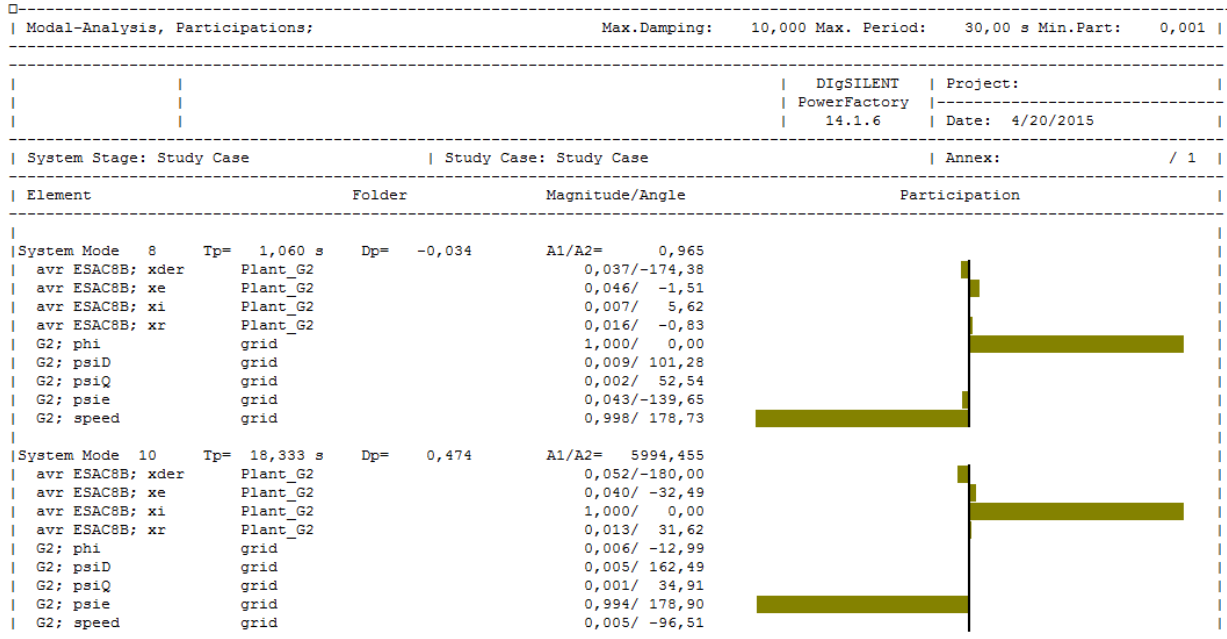 | Modal-Analysis, Participations; Max.Damping: 10,000 Max. Period: 30,00 s Min.Part: 0,001 |
| | | DIgSILENT | Project: |
| | | PowerFactory |--------------------------------
| | | 14.1.6 | Date: 4/20/2015 |
| System Stage: Study Case | Study Case: Study Case | Annex: / 1 |
| Element Folder Magnitude/Angle Participation |
|System Mode 8 Tp= 1,060 s Dp= -0,034 A1/A2= 0,965 |
| avr ESAC8B; xder Plant_G2 0,037/-174,38 |
| avr ESAC8B; xe Plant_G2 0,046/ -1,51 |
| avr ESAC8B; xi Plant_G2 0,007/ 5,62 |
| avr ESAC8B; xr Plant_G2 0,016/ -0,83 |
| G2; phi grid 1,000/ 0,00 |
| G2; psiD grid 0,009/ 101,28 |
| G2; psiQ grid 0,002/ 52,54 |
| G2; psie grid 0,043/-139,65 |
| G2; speed grid 0,998/ 178,73 |
|System Mode 10 Tp= 18,333 s Dp= 0,474 A1/A2= 5994,455 |
| avr ESAC8B; xder Plant_G2 0,052/-180,00 |
| avr ESAC8B; xe Plant_G2 0,040/ -32,49 |
| avr ESAC8B; xi Plant_G2 1,000/ 0,00 |
| avr ESAC8B; xr Plant_G2 0,013/ 31,62 |
| G2; phi grid 0,006/ -12,99 |
| G2; psiD grid 0,005/ 162,49 |
| G2; psiQ grid 0,001/ 34,91 |
| G2; psie grid 0,994/ 178,90 |
| G2; speed grid 0,005/ -96,51 |